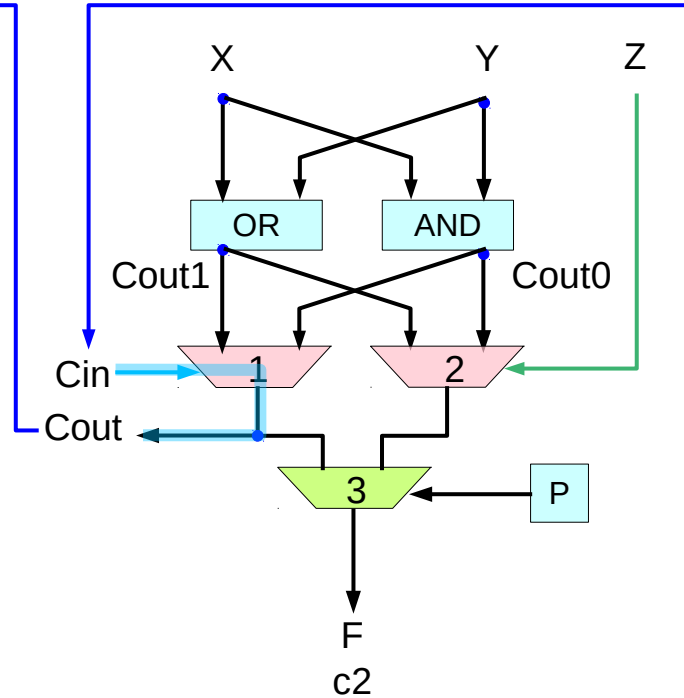 X Y Z
OR AND
Cout1 Cout0
Cin 1 2
Cout
3 P
F
c2